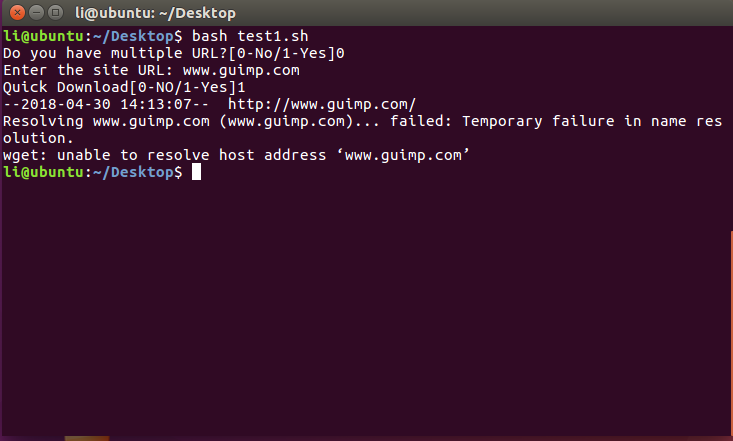 li@ubuntu: ~/Desktop
li@ubuntu:~/Desktop$ bash test1.sh
Do you have multiple URL?[0-No/1-Yes]0
Enter the site URL: www.guimp.com
Quick Download[0-NO/1-Yes]1
--2018-04-30 14:13:07--  http://www.guimp.com/
Resolving www.guimp.com (www.guimp.com)... failed: Temporary failure in name res
olution.
wget: unable to resolve host address ‘www.guimp.com’
li@ubuntu:~/Desktop$